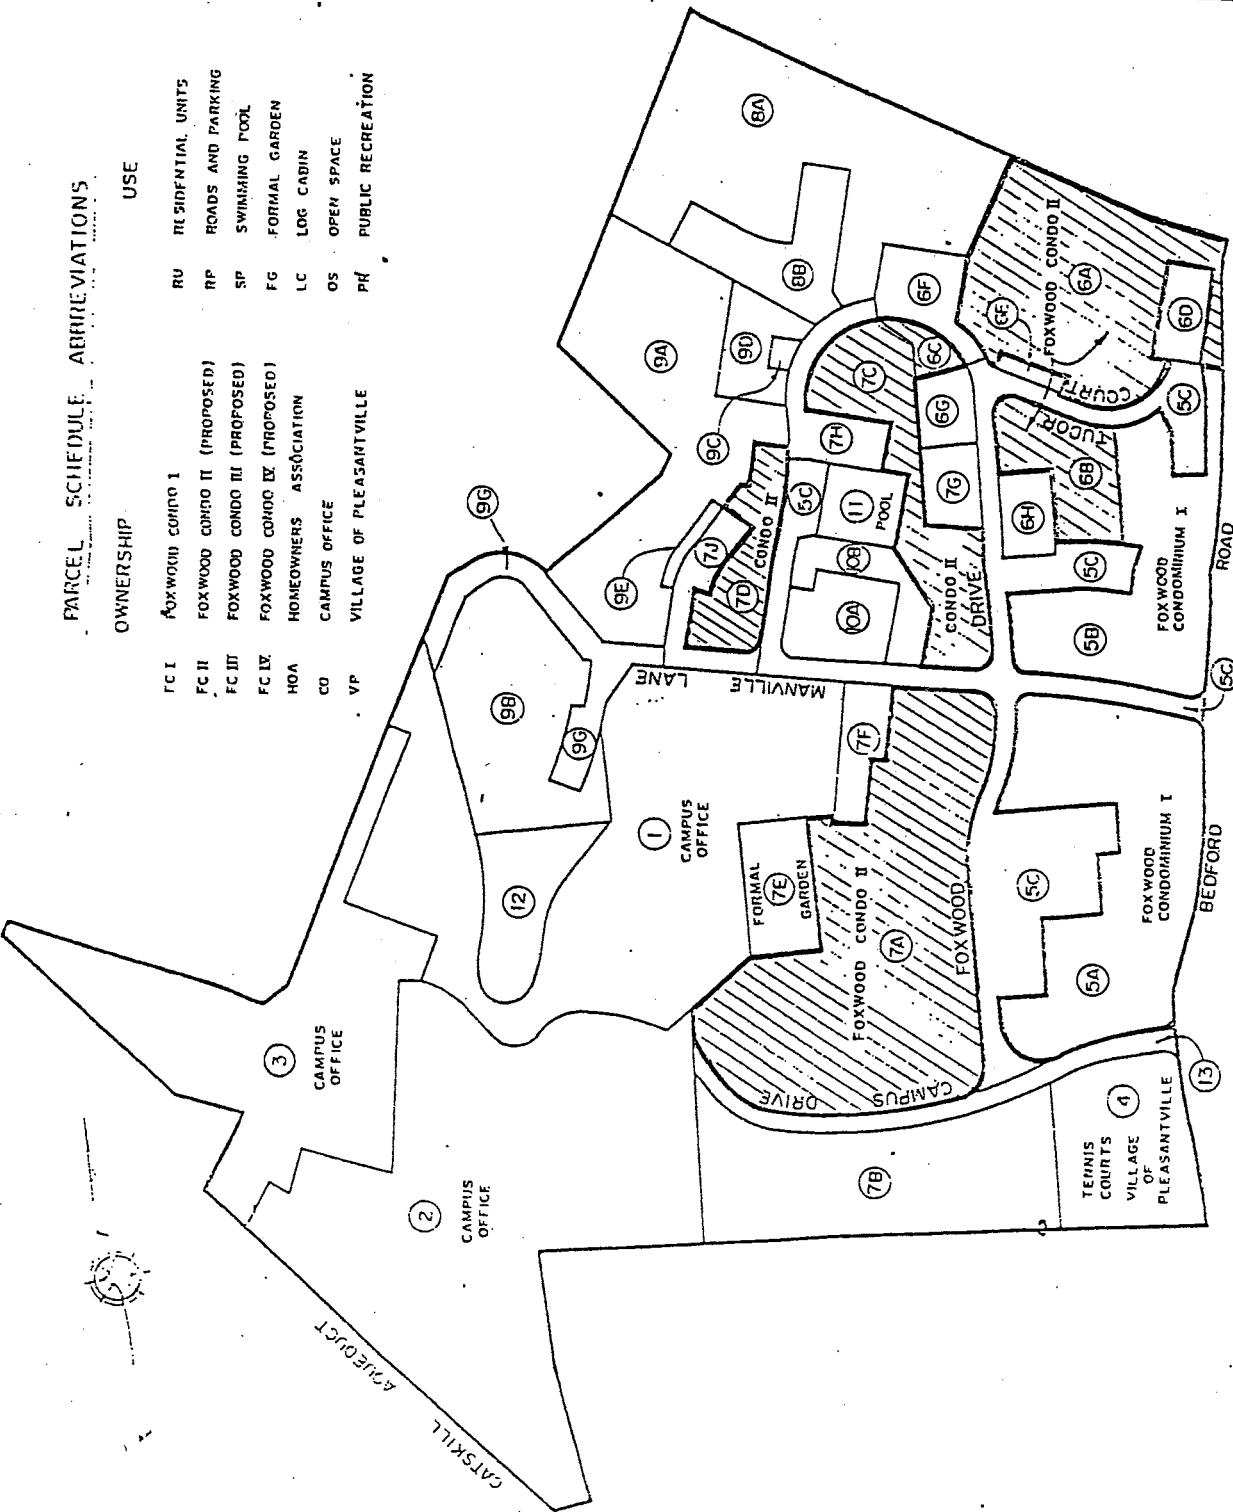 PARCEL SCHEDULE ABBREVIATIONS
OWNERSHIP
FC I FOXWOOD CONDO 1
FC II FOXWOOD CONDO II (PROPOSED)
FC III FOXWOOD CONDO III (PROPOSED)
FC IV FOXWOOD CONDO IV (PROPOSED)
HOA HOMEOWNERS ASSOCIATION
CO CAMPUS OFFICE
VP VILLAGE OF PLEASANTVILLE
USE
RU RESIDENTIAL UNITS
RP ROADS AND PARKING
SP SWIMMING POOL
FG FORMAL GARDEN
LC LOG CABIN
OS OPEN SPACE
PR PUBLIC RECREATION
CATSKILL AQUEDUCT
2
CAMPUS
OFFICE
3
CAMPUS
OFFICE
12
1
CAMPUS
OFFICE
9B
9G
9G
9E
7J
9C
9A
9D
8B
8A
7D
CONDO II
MANVILLE LANE
5C
7H
11
POOL
10B
10A
7C
6C
6F
6G
7G
CONDO II
FOXWOOD CONDO II
6A
6E
6D
5C
AUDOR COURT
6B
6H
5C
5B
FOXWOOD
CONDOMINIUM I
5C
7F
FORMAL
7E
GARDEN
FOXWOOD CONDO II
7A
FOXWOOD DRIVE
5C
5A
FOXWOOD
CONDOMINIUM I
BEDFORD ROAD
CAMPUS DRIVE
7B
13
TENNIS
COURTS
4
VILLAGE
OF
PLEASANTVILLE